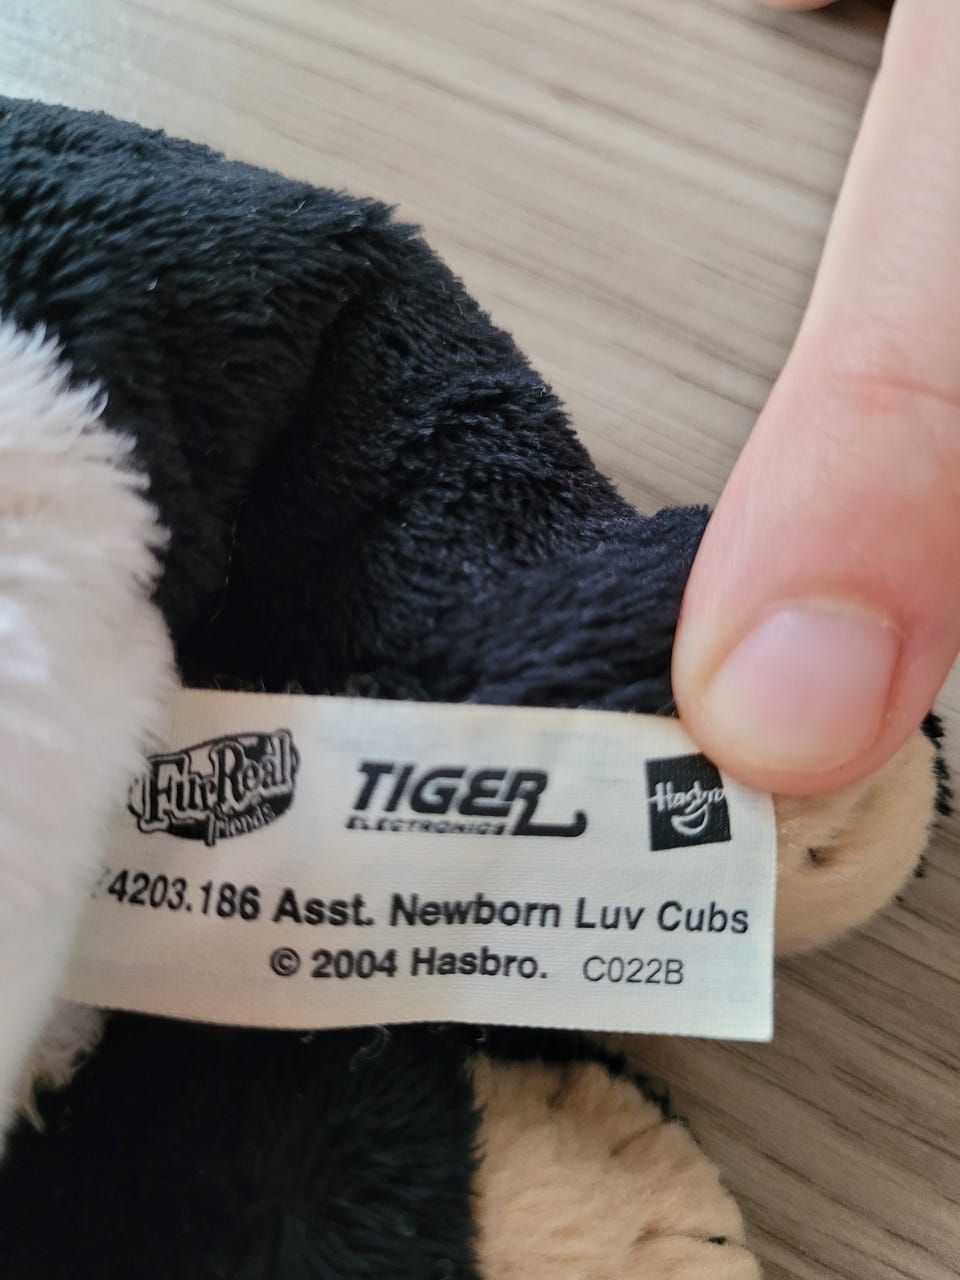 FurReal friends
TIGER ELECTRONICS
Hasbro
4203.186 Asst. Newborn Luv Cubs
© 2004 Hasbro. C022B